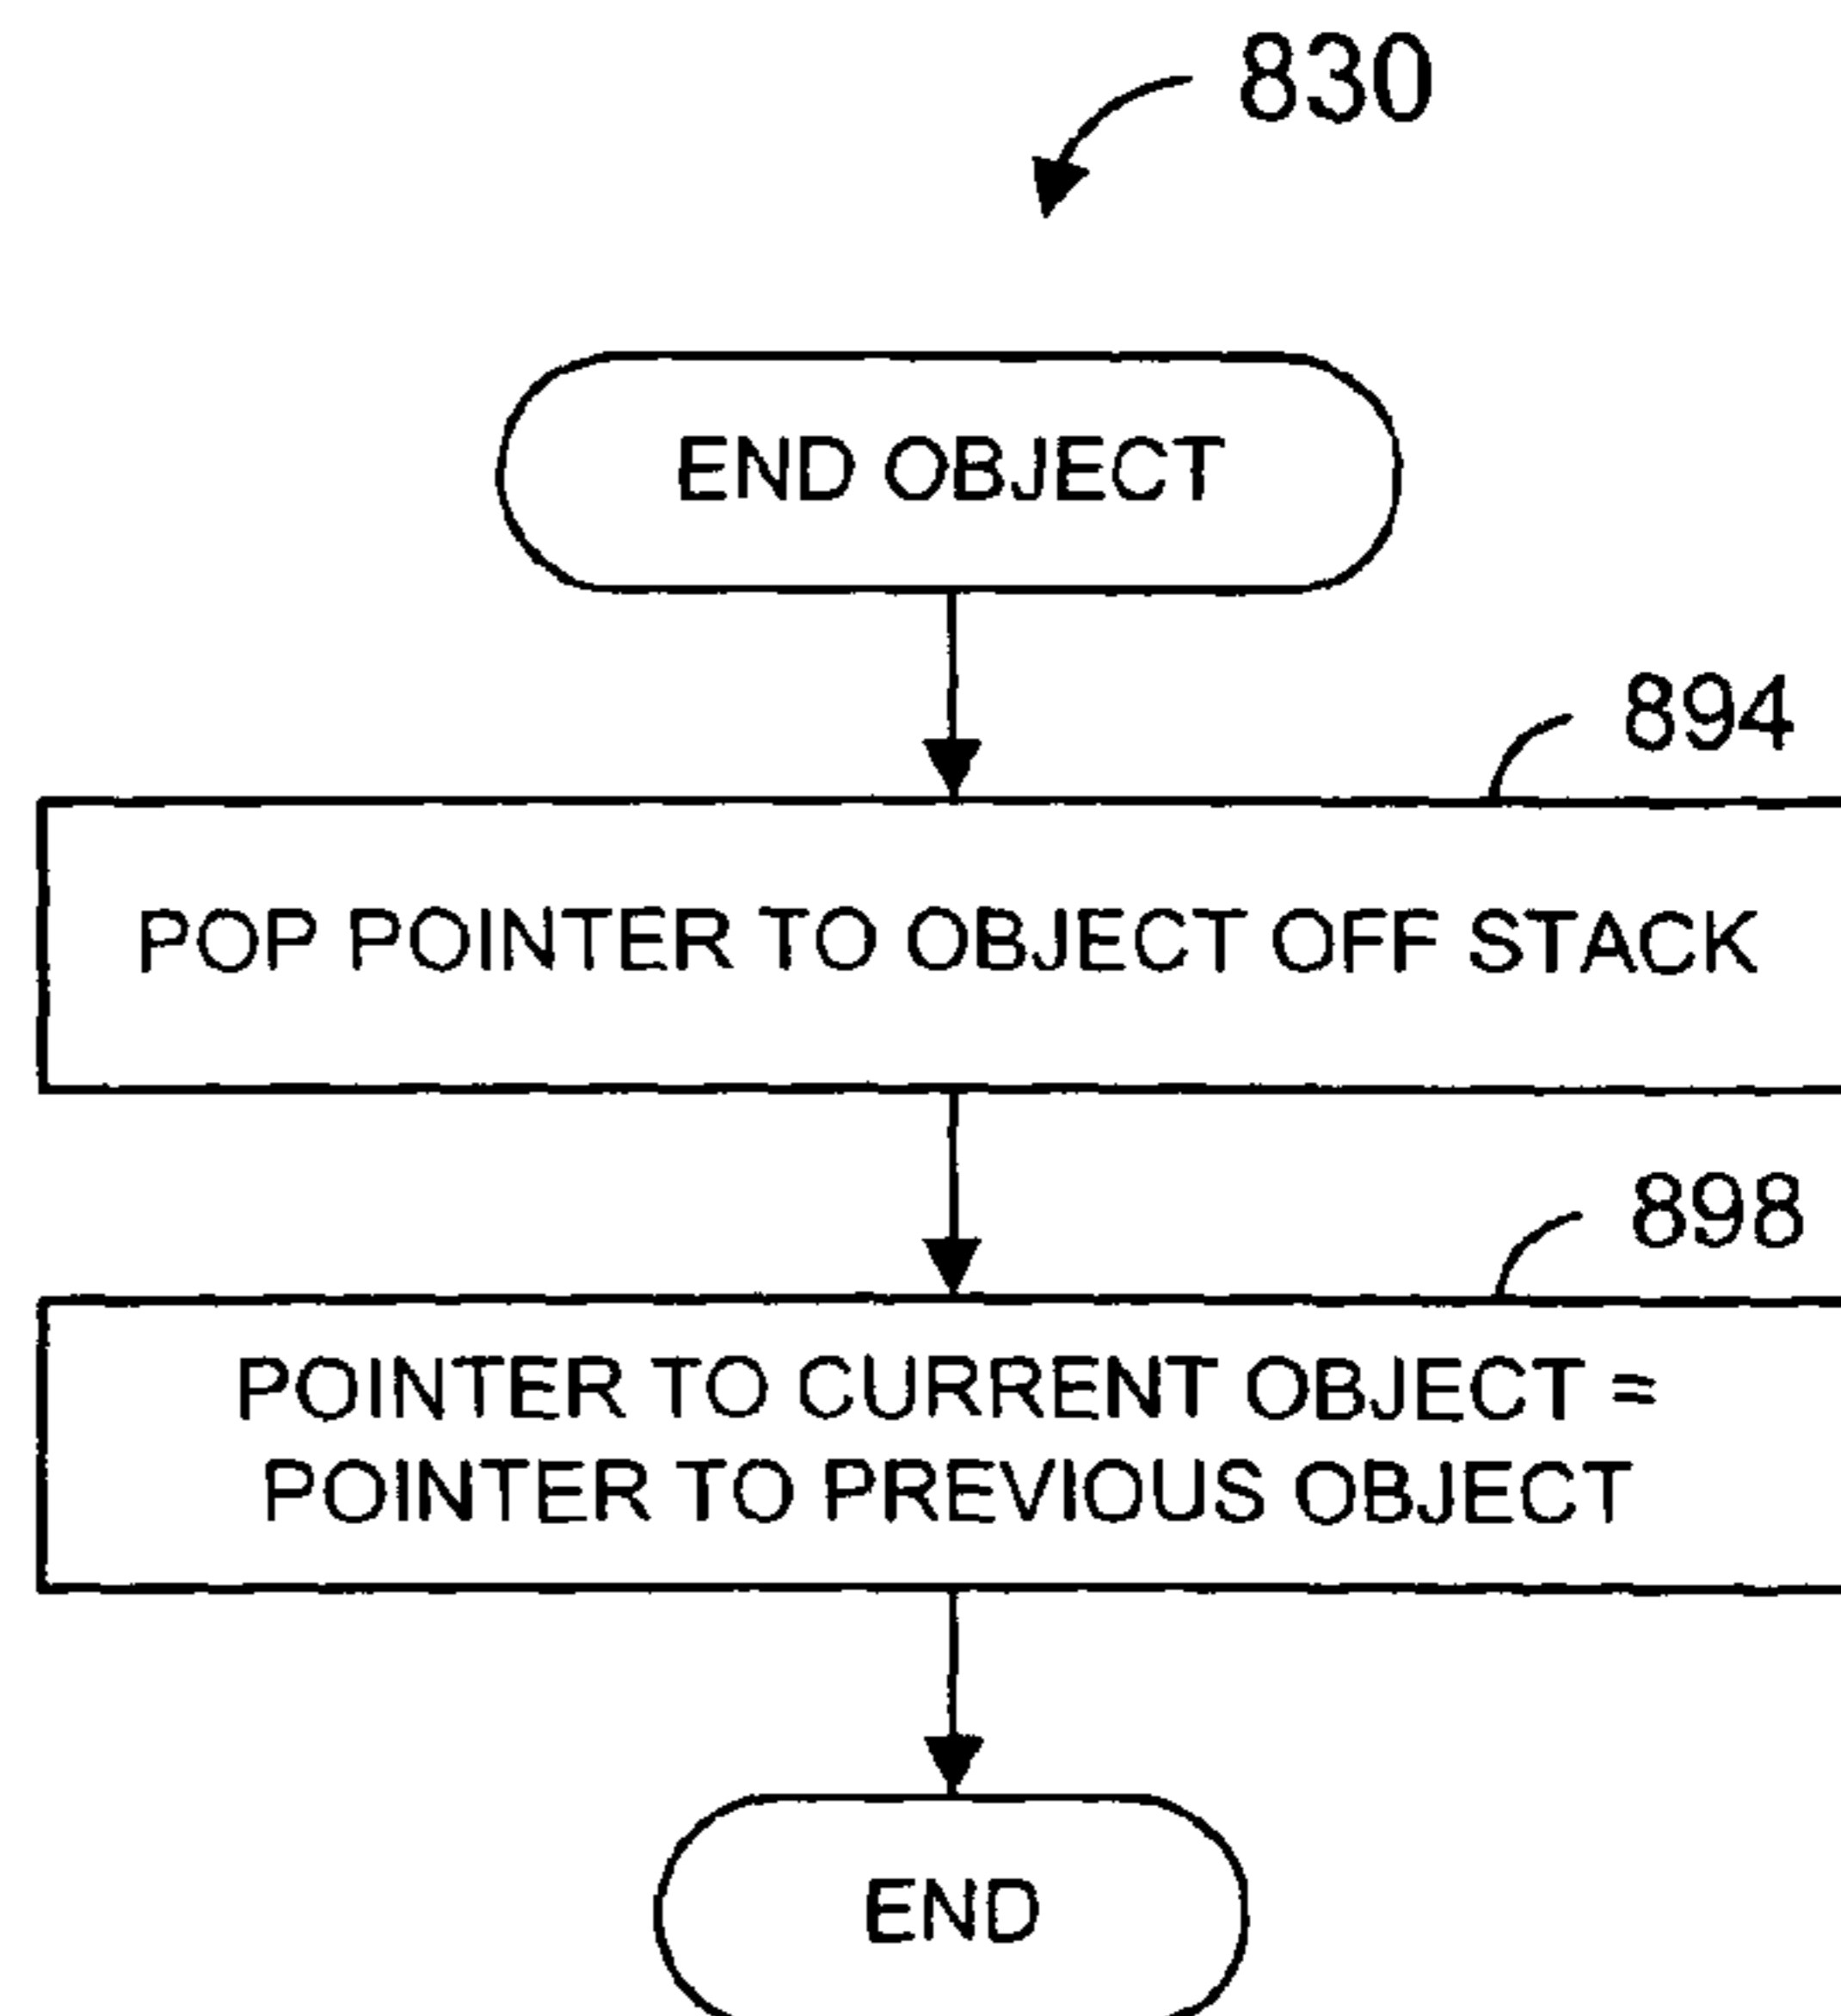 830
END OBJECT
894
POP POINTER TO OBJECT OFF STACK
898
POINTER TO CURRENT OBJECT =
POINTER TO PREVIOUS OBJECT
END